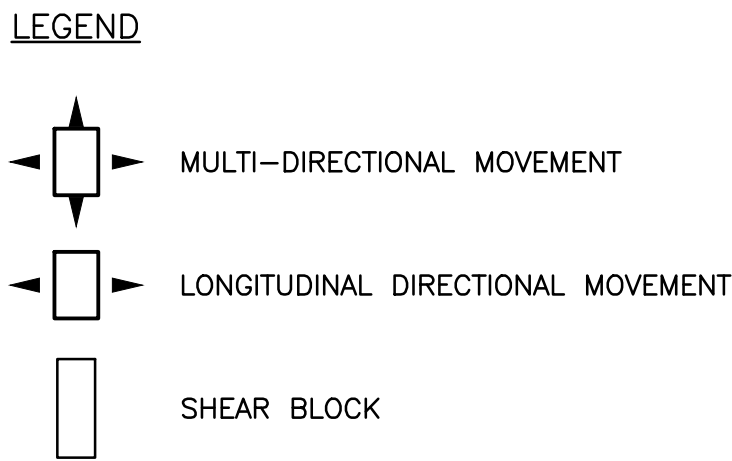 LEGEND
MULTI-DIRECTIONAL MOVEMENT
LONGITUDINAL DIRECTIONAL MOVEMENT
SHEAR BLOCK